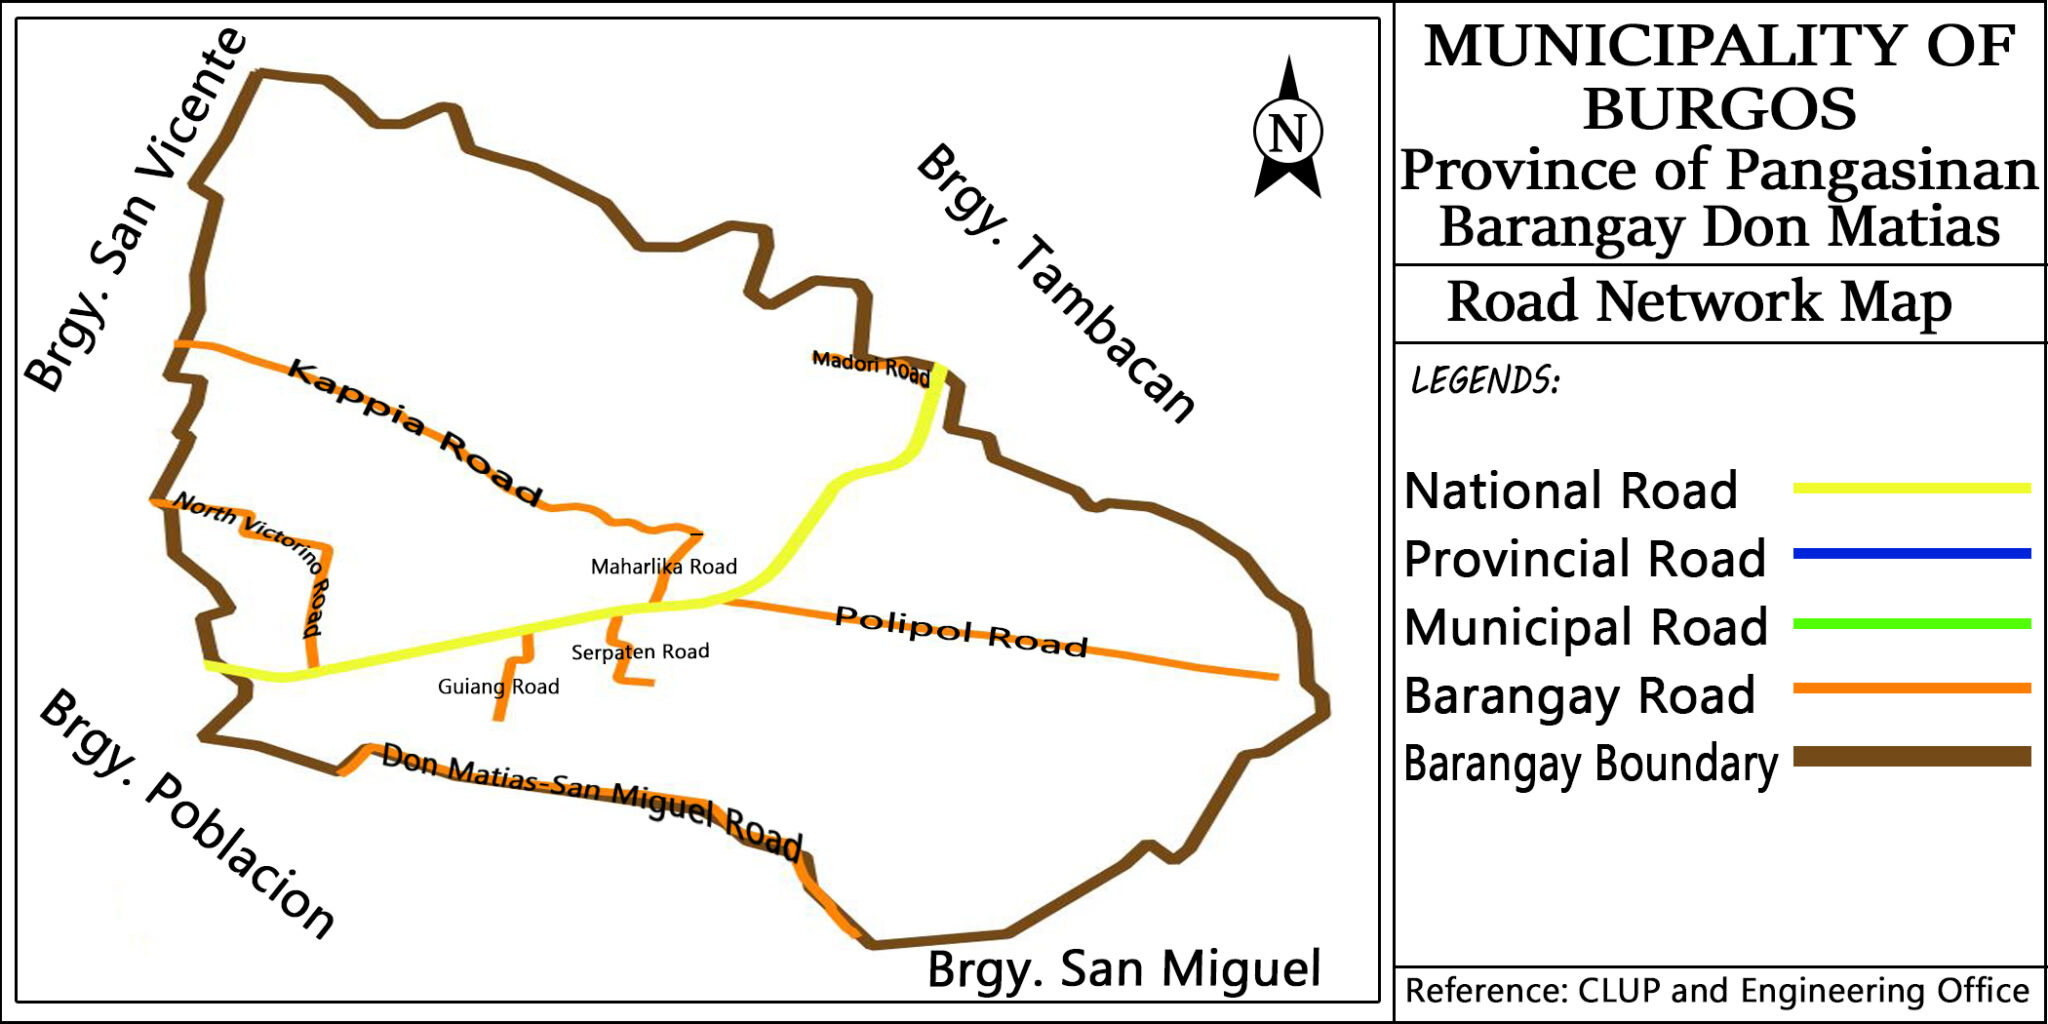 MUNICIPALITY OF
BURGOS
Province of Pangasinan
Barangay Don Matias
Road Network Map
LEGENDS:
National Road
Provincial Road
Municipal Road
Barangay Road
Barangay Boundary
Reference: CLUP and Engineering Office
N
Brgy. San Vicente
Brgy. Tambacan
Madori Road
Kappia Road
North Victorino Road
Maharlika Road
Polipol Road
Serpaten Road
Guiang Road
Don Matias-San Miguel Road
Brgy. Poblacion
Brgy. San Miguel